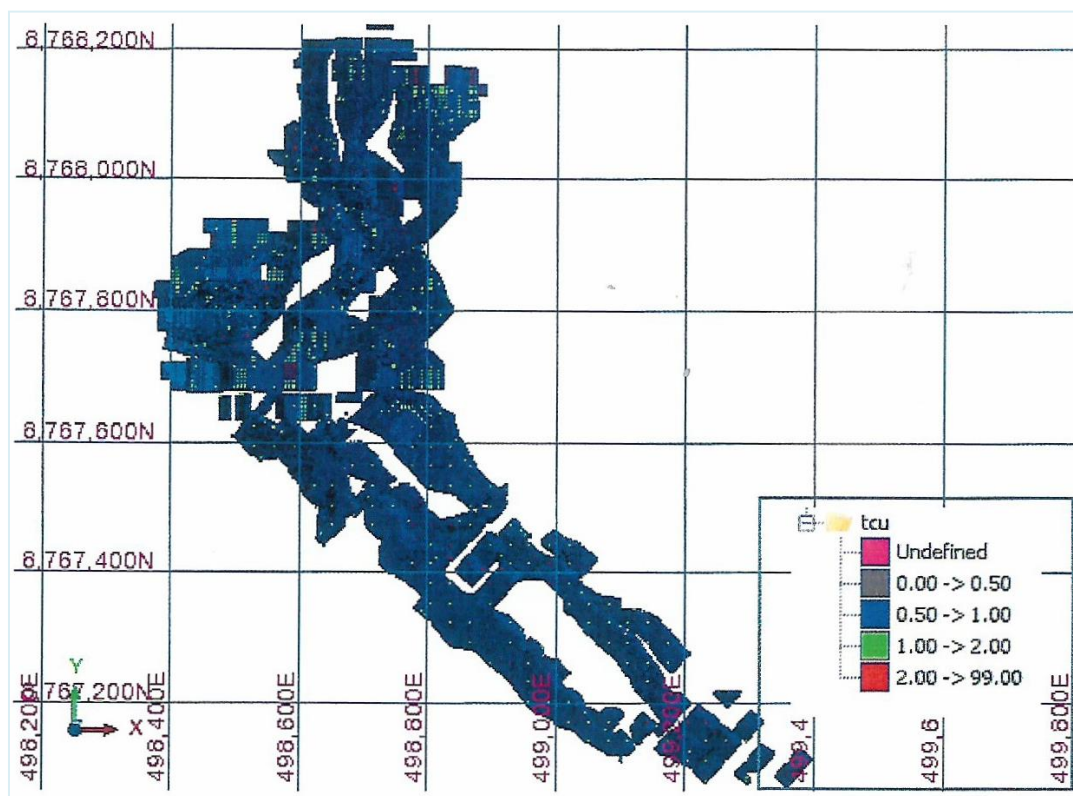 8,768,200N
8,768,000N
8,767,800N
8,767,600N
8,767,400N
8,767,200N
498,200E
498,400E
498,600E
498,800E
499,000E
499,200E
499,4
499,6
499,800E
Y
X
tcu
Undefined
0.00 -> 0.50
0.50 -> 1.00
1.00 -> 2.00
2.00 -> 99.00